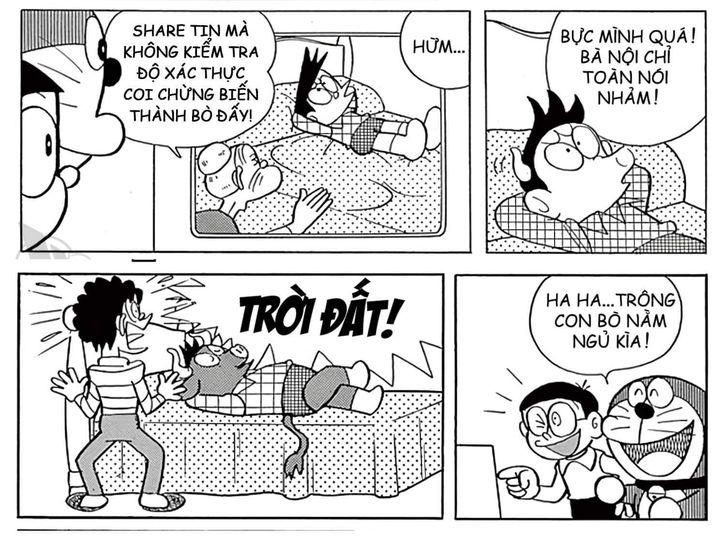 SHARE TIN MÀ
KHÔNG KIỂM TRA
ĐỘ XÁC THỰC
COI CHỪNG BIẾN
THÀNH BÒ ĐẤY!
HỪM...
BỰC MÌNH QUÁ!
BÀ NỘI CHỈ
TOÀN NÓI
NHẢM!
TRỜI ĐẤT!
HA HA...TRÔNG
CON BÒ NẰM
NGỦ KÌA!